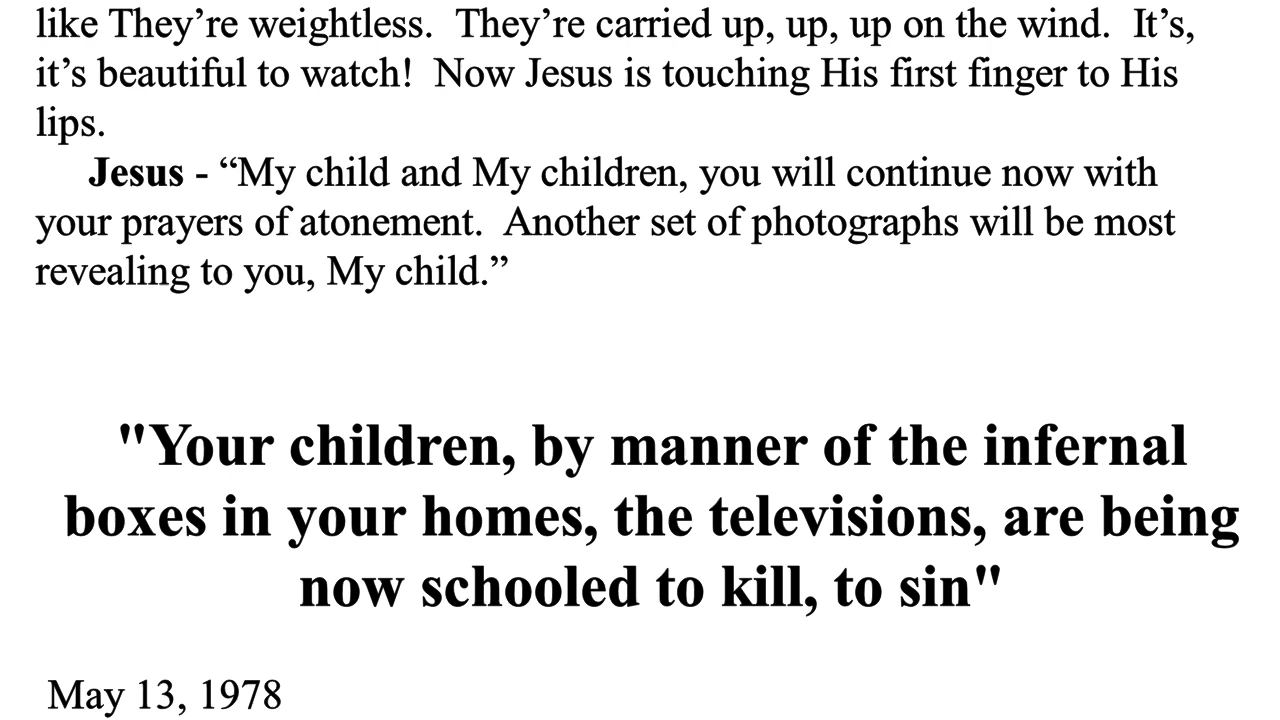 like They’re weightless.  They’re carried up, up, up on the wind.  It’s,
it’s beautiful to watch!  Now Jesus is touching His first finger to His
lips.
Jesus - “My child and My children, you will continue now with
your prayers of atonement.  Another set of photographs will be most
revealing to you, My child.”
"Your children, by manner of the infernal
boxes in your homes, the televisions, are being
now schooled to kill, to sin"
May 13, 1978